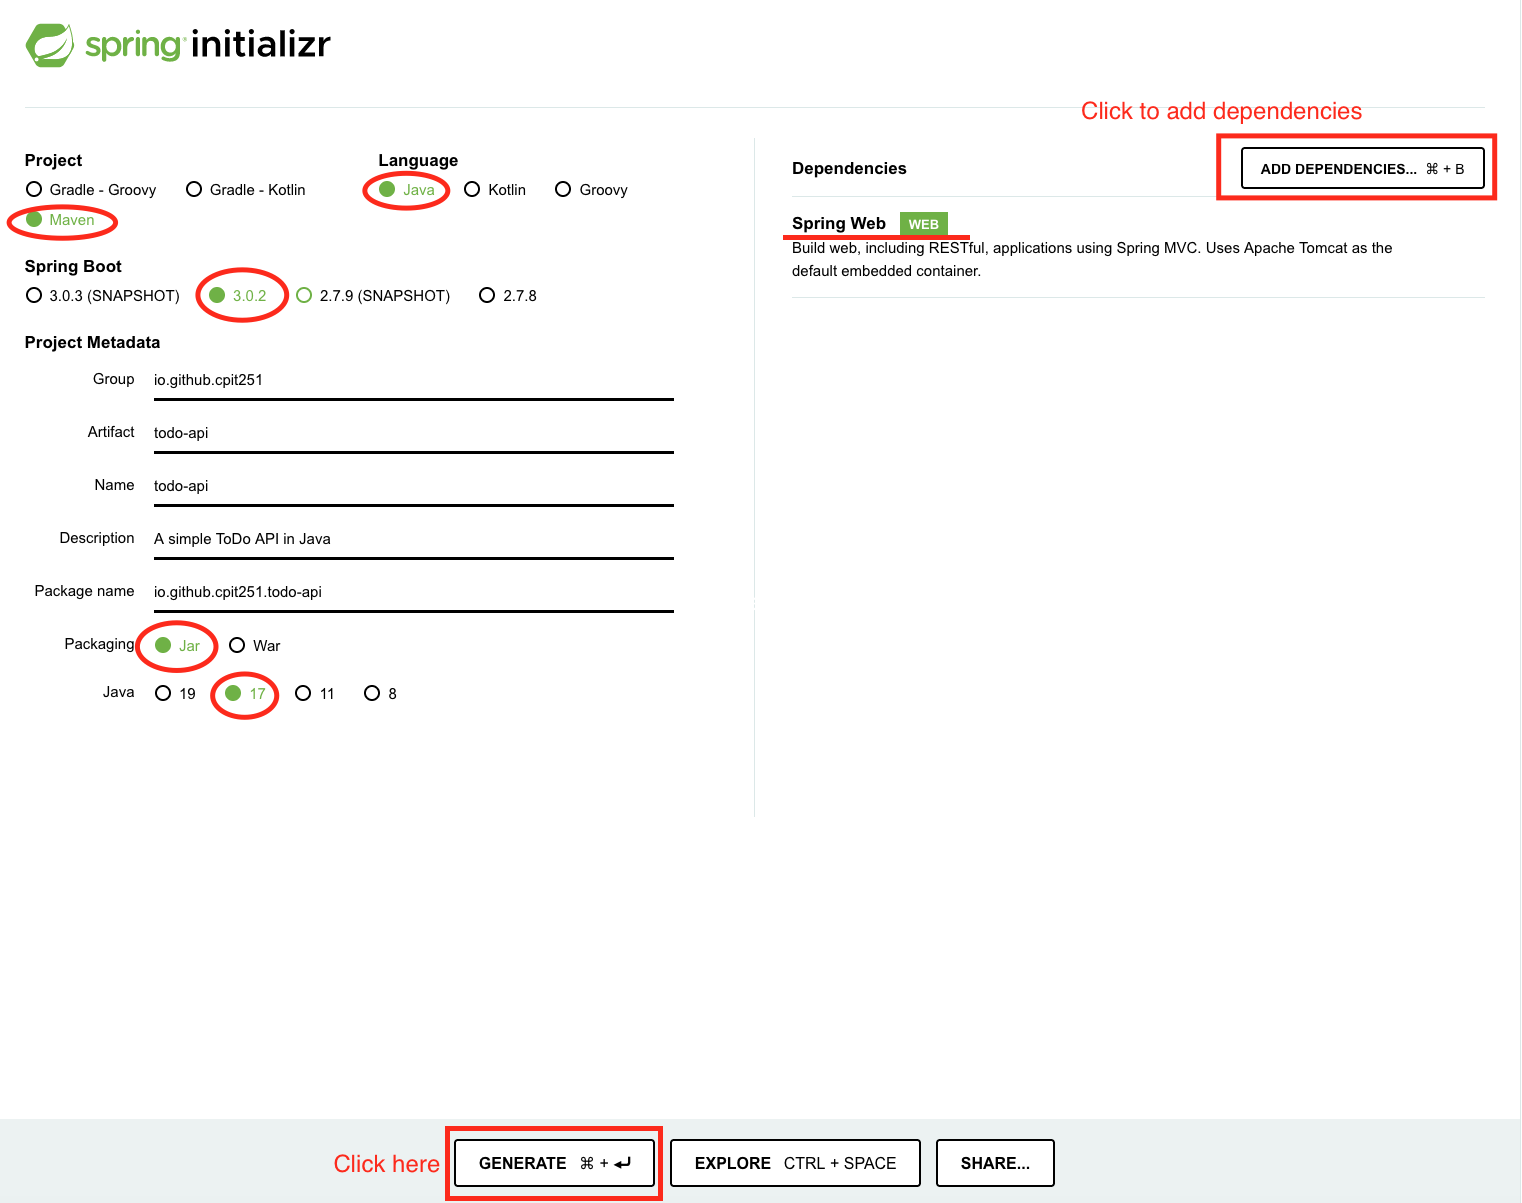 spring initializr
Click to add dependencies
Project
Gradle - Groovy Gradle - Kotlin
Maven
Language
Java Kotlin Groovy
Spring Boot
3.0.3 (SNAPSHOT) 3.0.2 2.7.9 (SNAPSHOT) 2.7.8
Project Metadata
Group io.github.cpit251
Artifact todo-api
Name todo-api
Description A simple ToDo API in Java
Package name io.github.cpit251.todo-api
Packaging Jar War
Java 19 17 11 8
Dependencies
ADD DEPENDENCIES... ⌘ + B
Spring Web WEB
Build web, including RESTful, applications using Spring MVC. Uses Apache Tomcat as the
default embedded container.
Click here
GENERATE ⌘ + ⏎
EXPLORE CTRL + SPACE
SHARE...